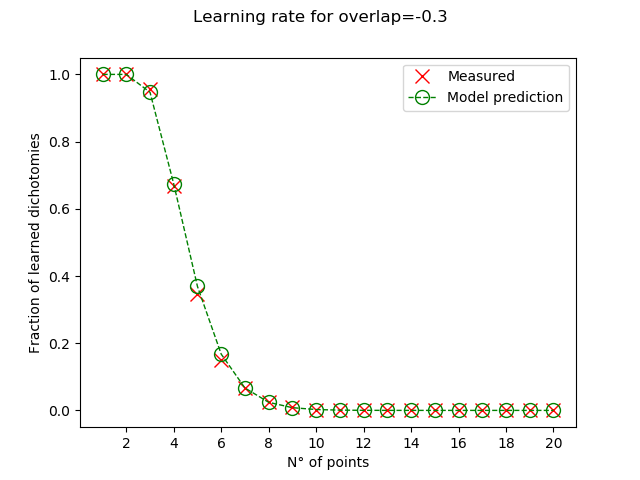 Learning rate for overlap=-0.3
Measured
Model prediction
1.0
0.8
0.6
0.4
0.2
0.0
Fraction of learned dichotomies
2 4 6 8 10 12 14 16 18 20
N° of points